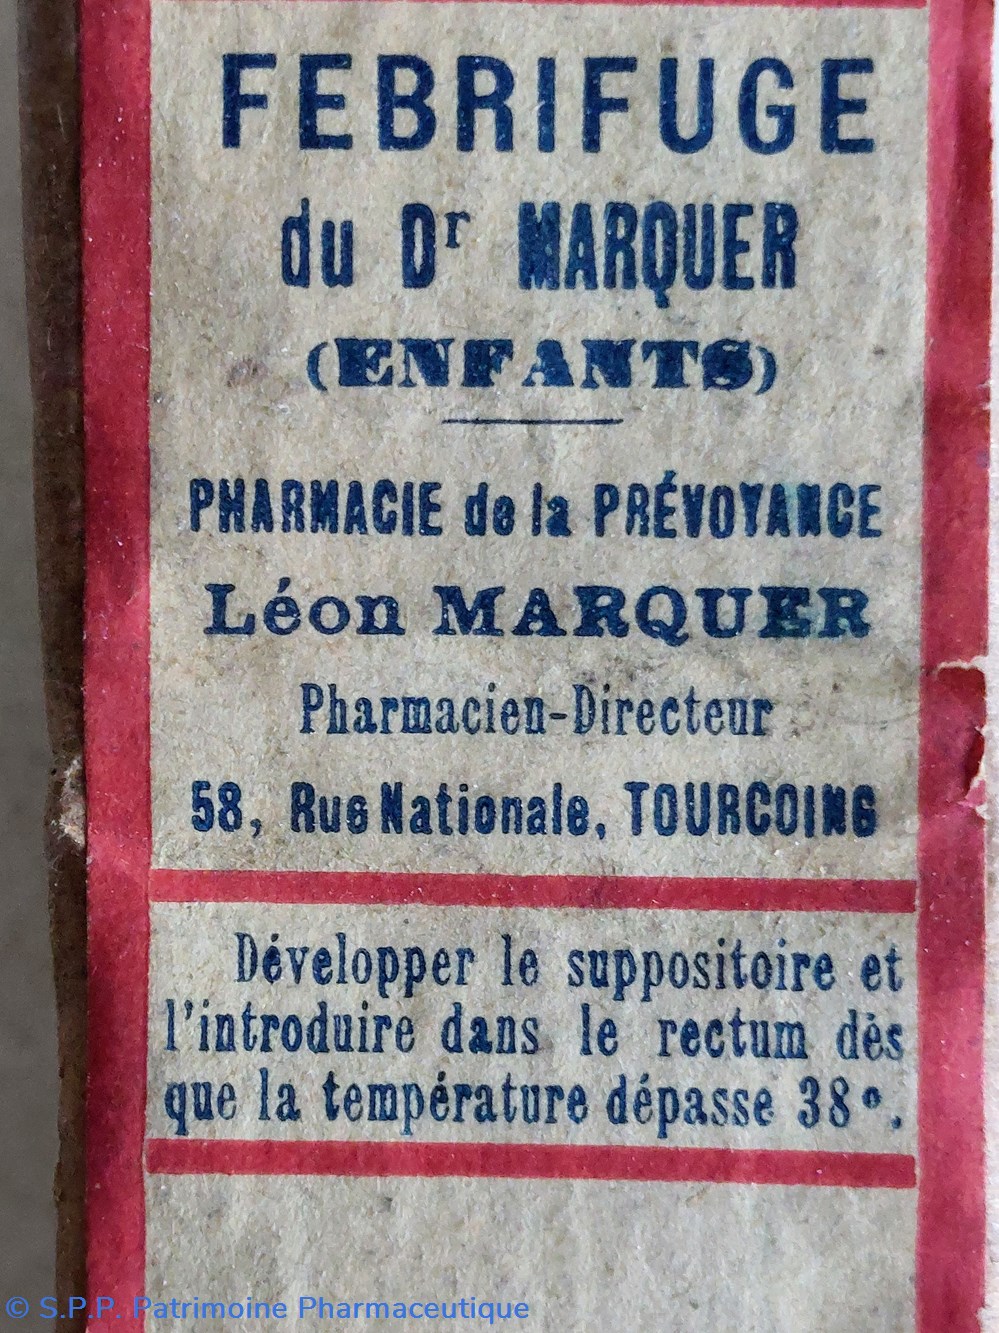 FEBRIFUGE
du Dr MARQUER
(ENFANTS)
PHARMACIE de la PRÉVOYANCE
Léon MARQUER
Pharmacien-Directeur
58, Rue Nationale, TOURCOING
Développer le suppositoire et
l'introduire dans le rectum dès
que la température dépasse 38°.
© S.P.P. Patrimoine Pharmaceutique